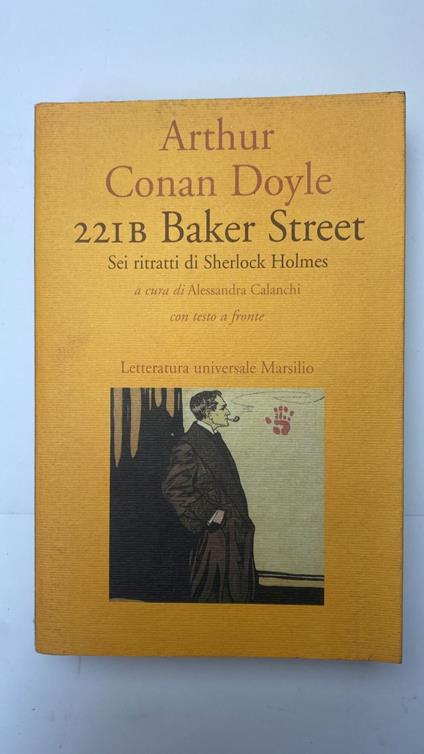 Arthur
Conan Doyle
221B Baker Street
Sei ritratti di Sherlock Holmes
a cura di Alessandra Calanchi
con testo a fronte
Letteratura universale Marsilio